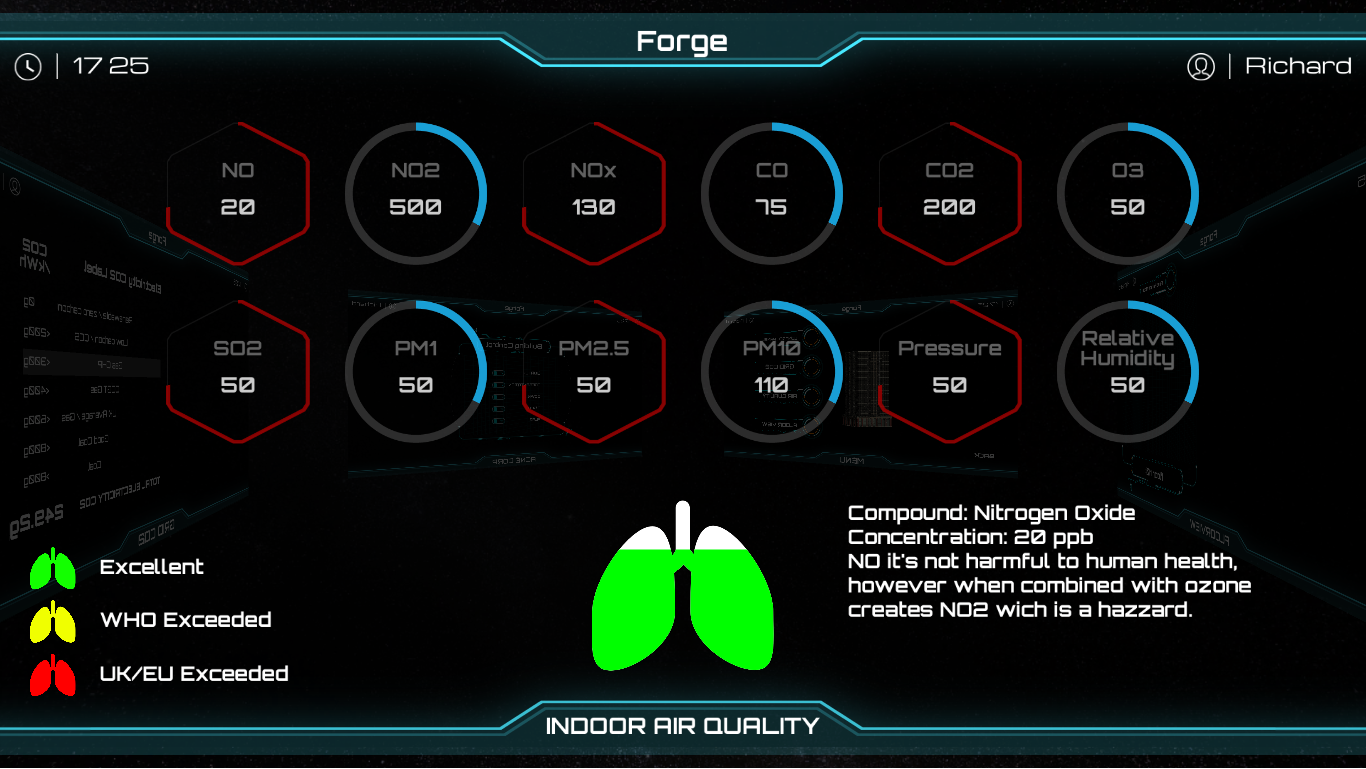 Forge
17 25
Richard
NO
20
NO2
500
NOx
130
CO
75
CO2
200
O3
50
SO2
50
PM1
50
PM2.5
50
PM10
110
Pressure
50
Relative
Humidity
50
Compound: Nitrogen Oxide
Concentration: 20 ppb
NO it's not harmful to human health,
however when combined with ozone
creates NO2 wich is a hazzard.
Excellent
WHO Exceeded
UK/EU Exceeded
INDOOR AIR QUALITY